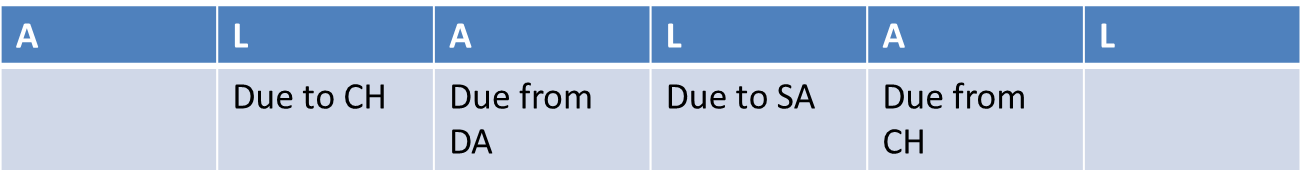 A L A L A L
Due to CH Due from DA Due to SA Due from CH